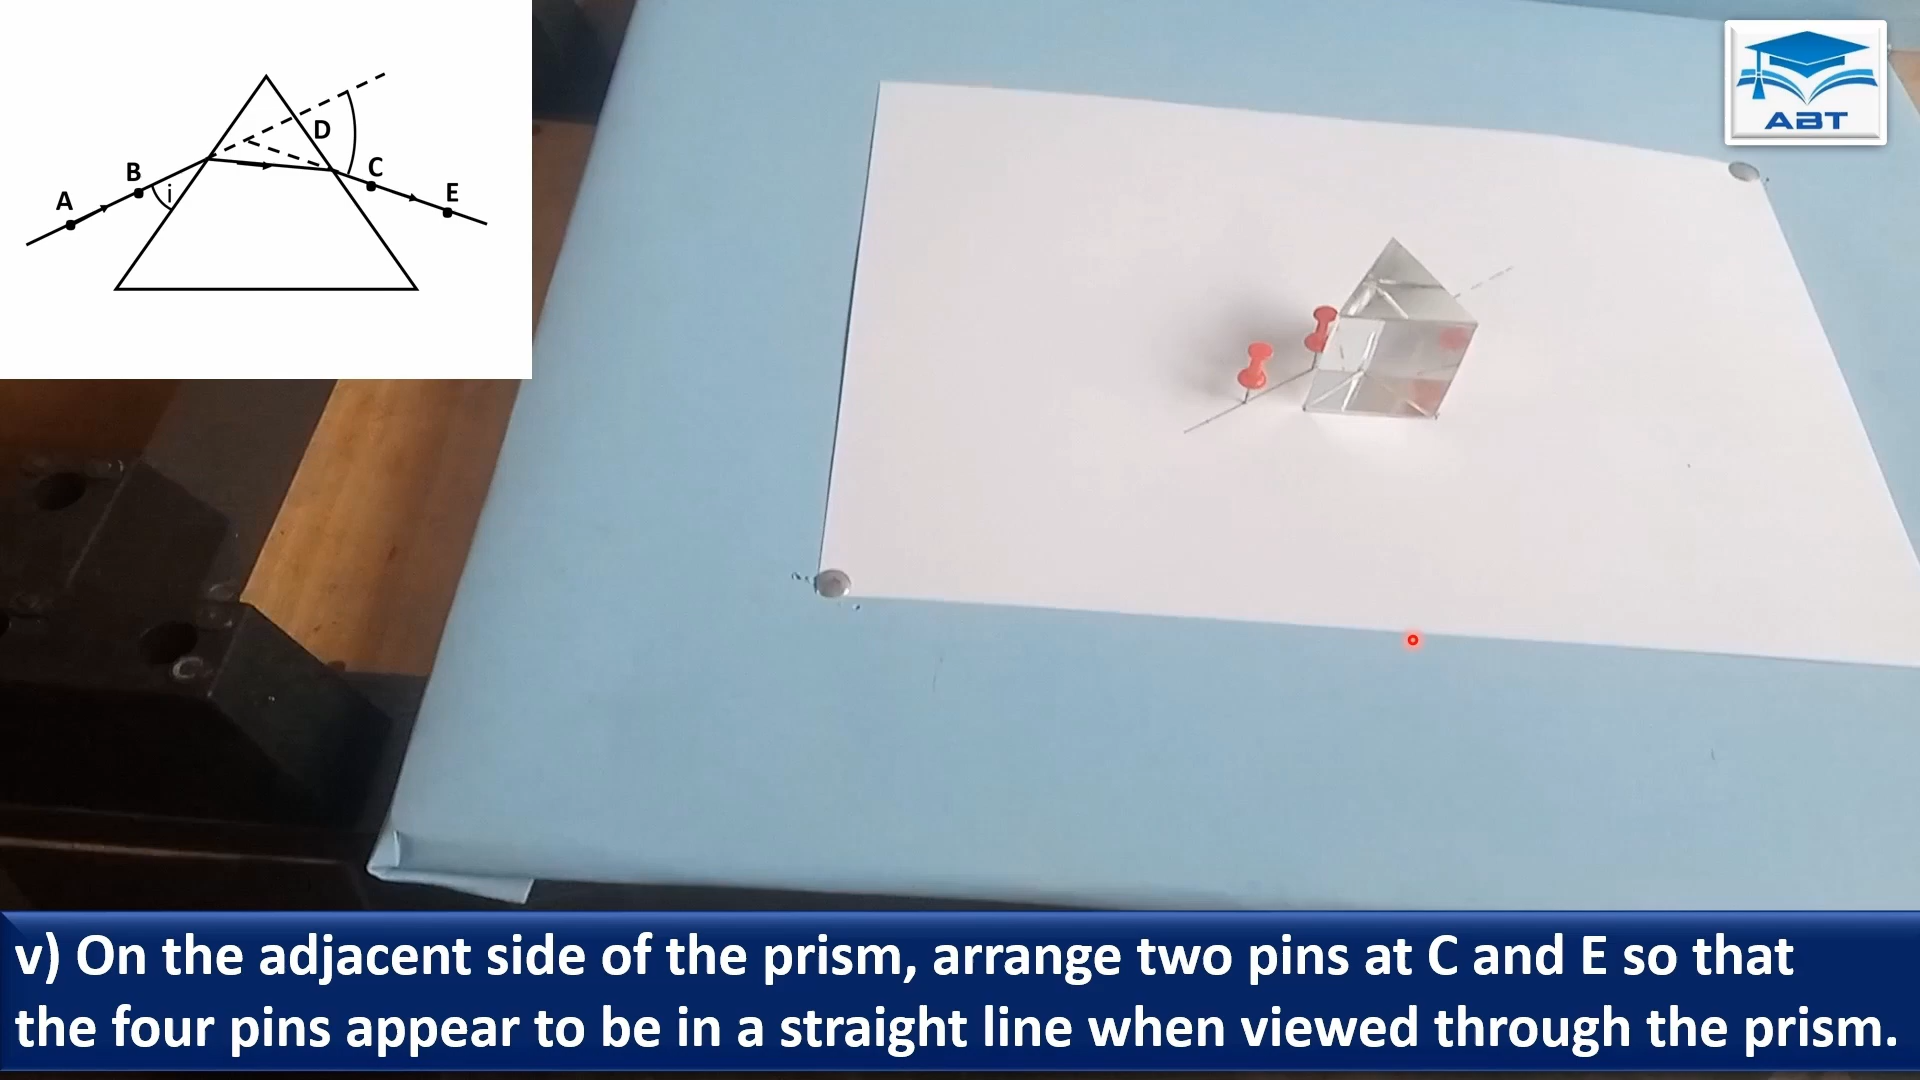 D
C
B
i
E
A
ABT
v) On the adjacent side of the prism, arrange two pins at C and E so that
the four pins appear to be in a straight line when viewed through the prism.